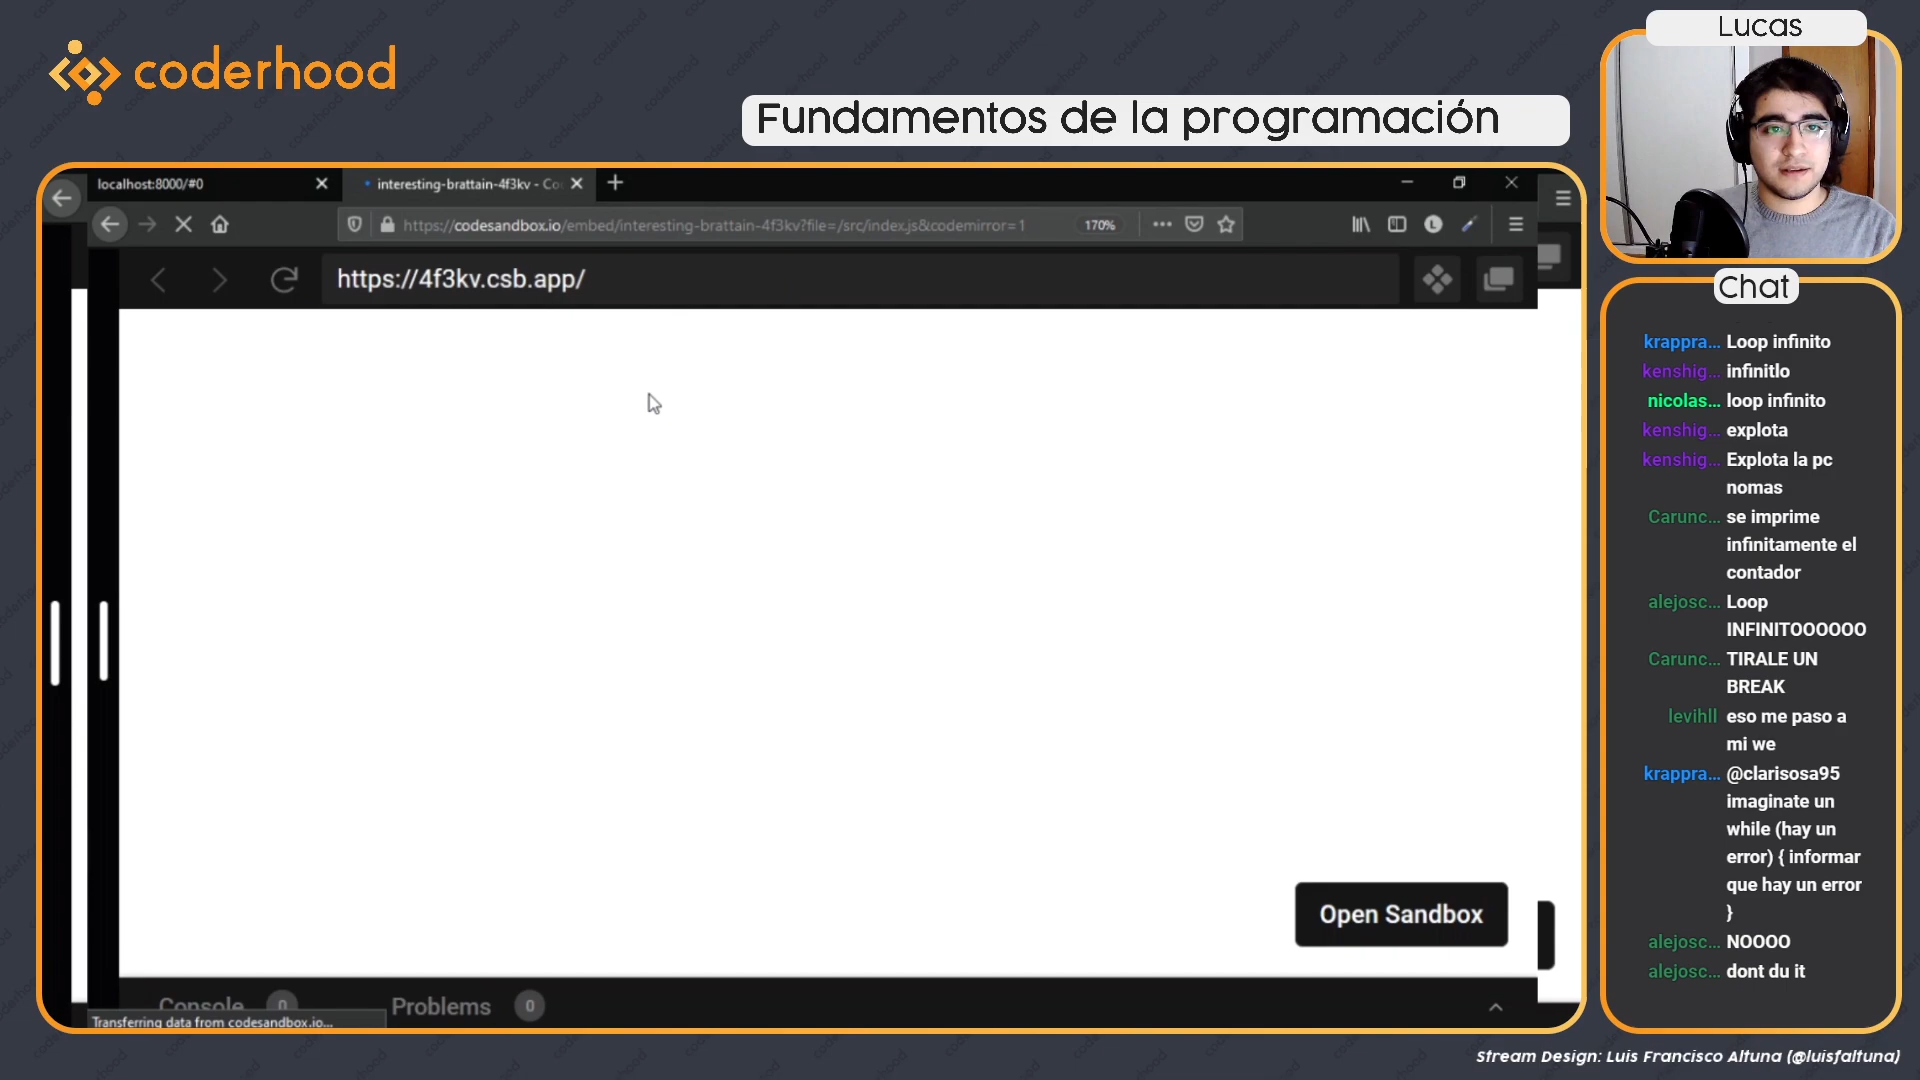 coderhood
Fundamentos de la programación
Lucas
localhost:8000/#0
interesting-brattain-4f3kv - Co
https://codesandbox.io/embed/interesting-brattain-4f3kv?file=/src/index.js&codemirror=1
170%
https://4f3kv.csb.app/
Open Sandbox
Console 0
Problems 0
Transferring data from codesandbox.io...
Chat
krappra... Loop infinito
kenshig... infinitlo
nicolas... loop infinito
kenshig... explota
kenshig... Explota la pc
nomas
Carunc... se imprime
infinitamente el
contador
alejosc... Loop
INFINITOOOOOO
Carunc... TIRALE UN
BREAK
levihll eso me paso a
mi we
krappra... @clarisosa95
imaginate un
while (hay un
error) { informar
que hay un error
}
alejosc... NOOOO
alejosc... dont du it
Stream Design: Luis Francisco Altuna (@luisfaltuna)